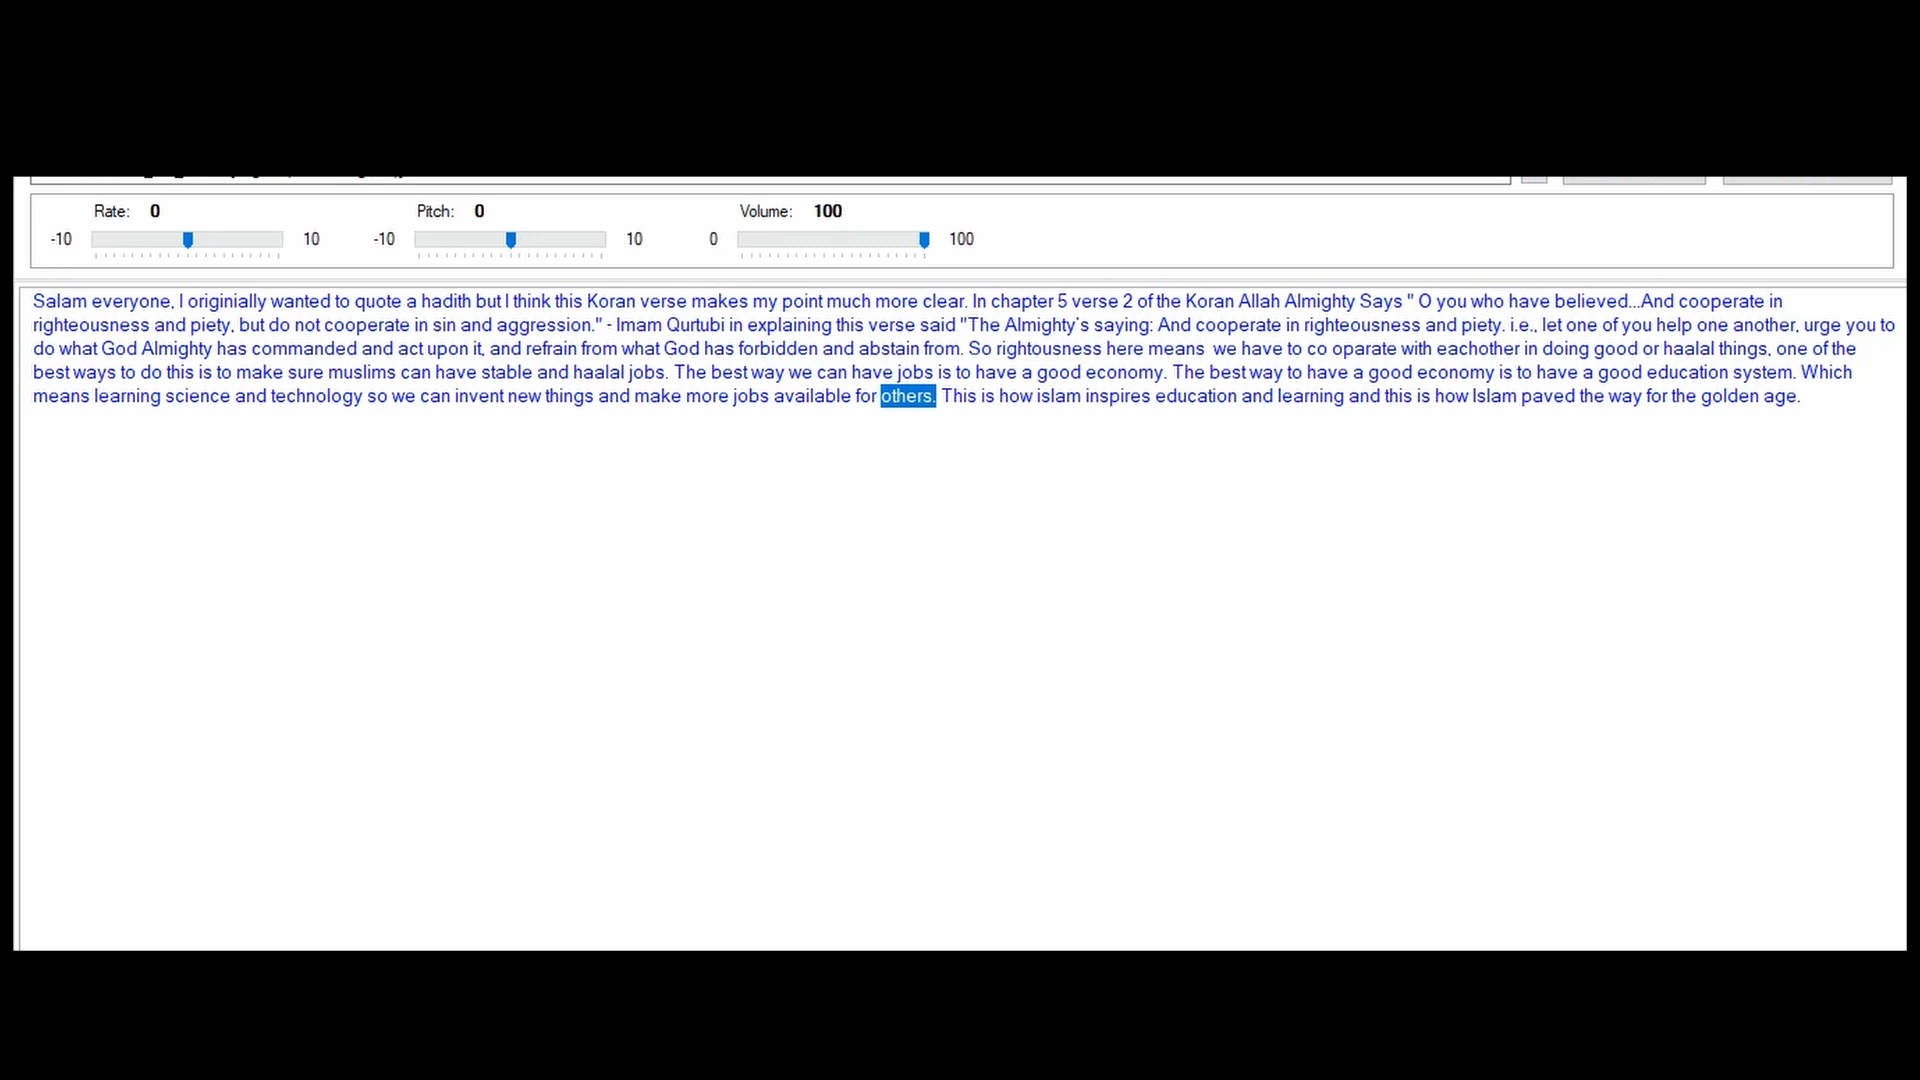 Rate: 0 Pitch: 0 Volume: 100
-10 10 -10 10 0 100
Salam everyone, I originially wanted to quote a hadith but I think this Koran verse makes my point much more clear. In chapter 5 verse 2 of the Koran Allah Almighty Says " O you who have believed...And cooperate in
righteousness and piety, but do not cooperate in sin and aggression." - Imam Qurtubi in explaining this verse said "The Almighty's saying: And cooperate in righteousness and piety. i.e., let one of you help one another, urge you to
do what God Almighty has commanded and act upon it, and refrain from what God has forbidden and abstain from. So rightousness here means  we have to co oparate with eachother in doing good or haalal things, one of the
best ways to do this is to make sure muslims can have stable and haalal jobs. The best way we can have jobs is to have a good economy. The best way to have a good economy is to have a good education system. Which
means learning science and technology so we can invent new things and make more jobs available for others. This is how islam inspires education and learning and this is how Islam paved the way for the golden age.